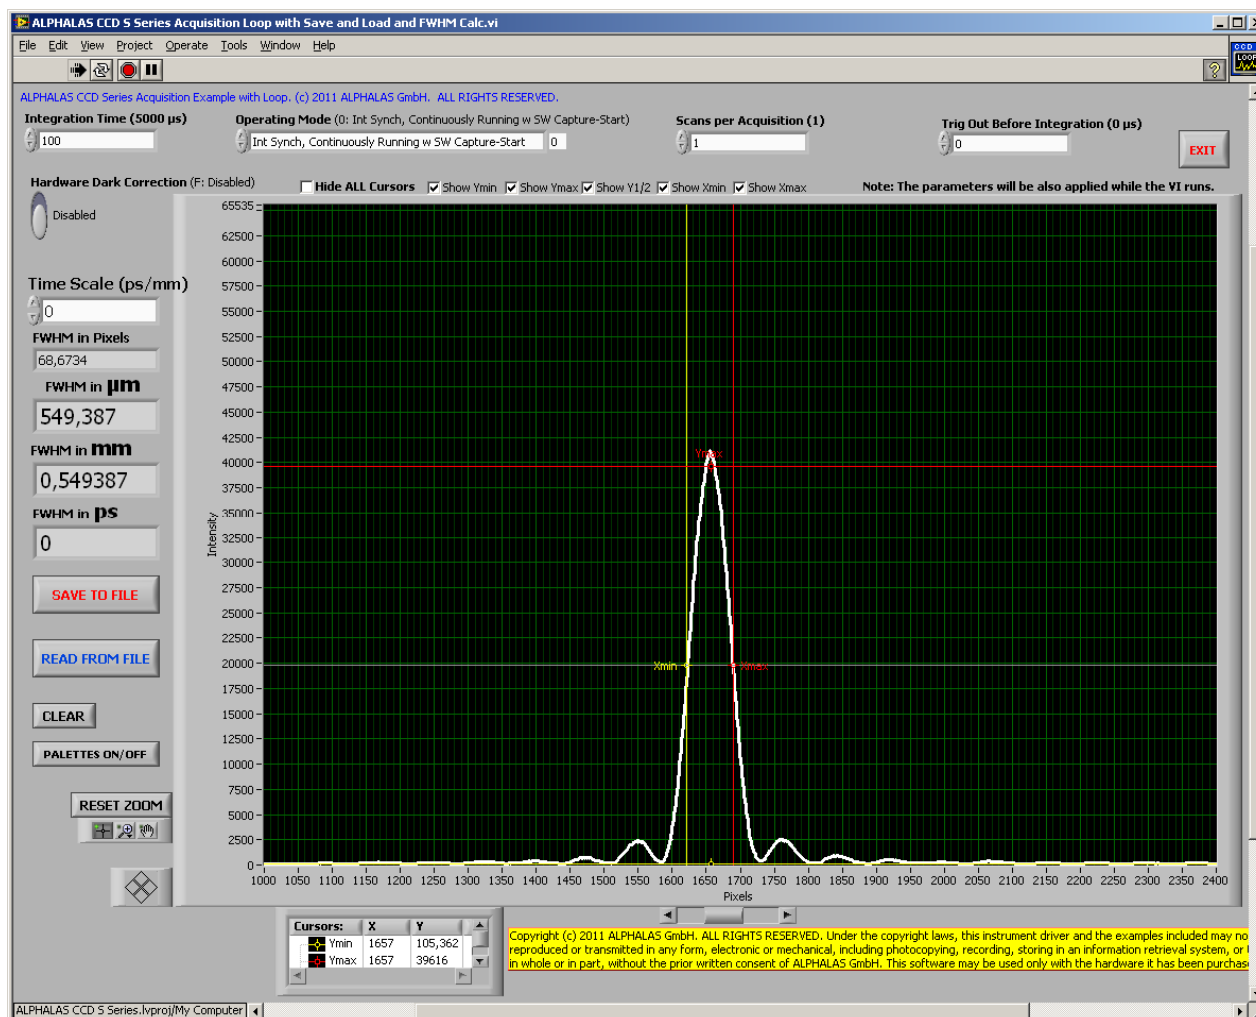 ALPHALAS CCD S Series Acquisition Loop with Save and Load and FWHM Calc.vi
File Edit View Project Operate Tools Window Help
CCD
LOOP
ALPHALAS CCD Series Acquisition Example with Loop. (c) 2011 ALPHALAS GmbH. ALL RIGHTS RESERVED.
Integration Time (5000 µs) Operating Mode (0: Int Synch, Continuously Running w SW Capture-Start) Scans per Acquisition (1) Trig Out Before Integration (0 µs)
100 Int Synch, Continuously Running w SW Capture-Start 0 1 0 EXIT
Hardware Dark Correction (F: Disabled) Hide ALL Cursors Show Ymin Show Ymax Show Y1/2 Show Xmin Show Xmax Note: The parameters will be also applied while the VI runs.
Disabled
Time Scale (ps/mm)
0
FWHM in Pixels
68,6734
FWHM in µm
549,387
FWHM in mm
0,549387
FWHM in ps
0
SAVE TO FILE
READ FROM FILE
CLEAR
PALETTES ON/OFF
RESET ZOOM
65535
62500
60000
57500
55000
52500
50000
47500
45000
42500
40000
37500
35000
32500
30000
27500
25000
22500
20000
17500
15000
12500
10000
7500
5000
2500
0
Intensity
Ymax
Xmin Xmax
1000 1050 1100 1150 1200 1250 1300 1350 1400 1450 1500 1550 1600 1650 1700 1750 1800 1850 1900 1950 2000 2050 2100 2150 2200 2250 2300 2350 2400
Pixels
Cursors: X Y
Ymin 1657 105,362
Ymax 1657 39616
Copyright (c) 2011 ALPHALAS GmbH. ALL RIGHTS RESERVED. Under the copyright laws, this instrument driver and the examples included may no
reproduced or transmitted in any form, electronic or mechanical, including photocopying, recording, storing in an information retrieval system, or
in whole or in part, without the prior written consent of ALPHALAS GmbH. This software may be used only with the hardware it has been purchase
ALPHALAS CCD S Series.lvproj/My Computer